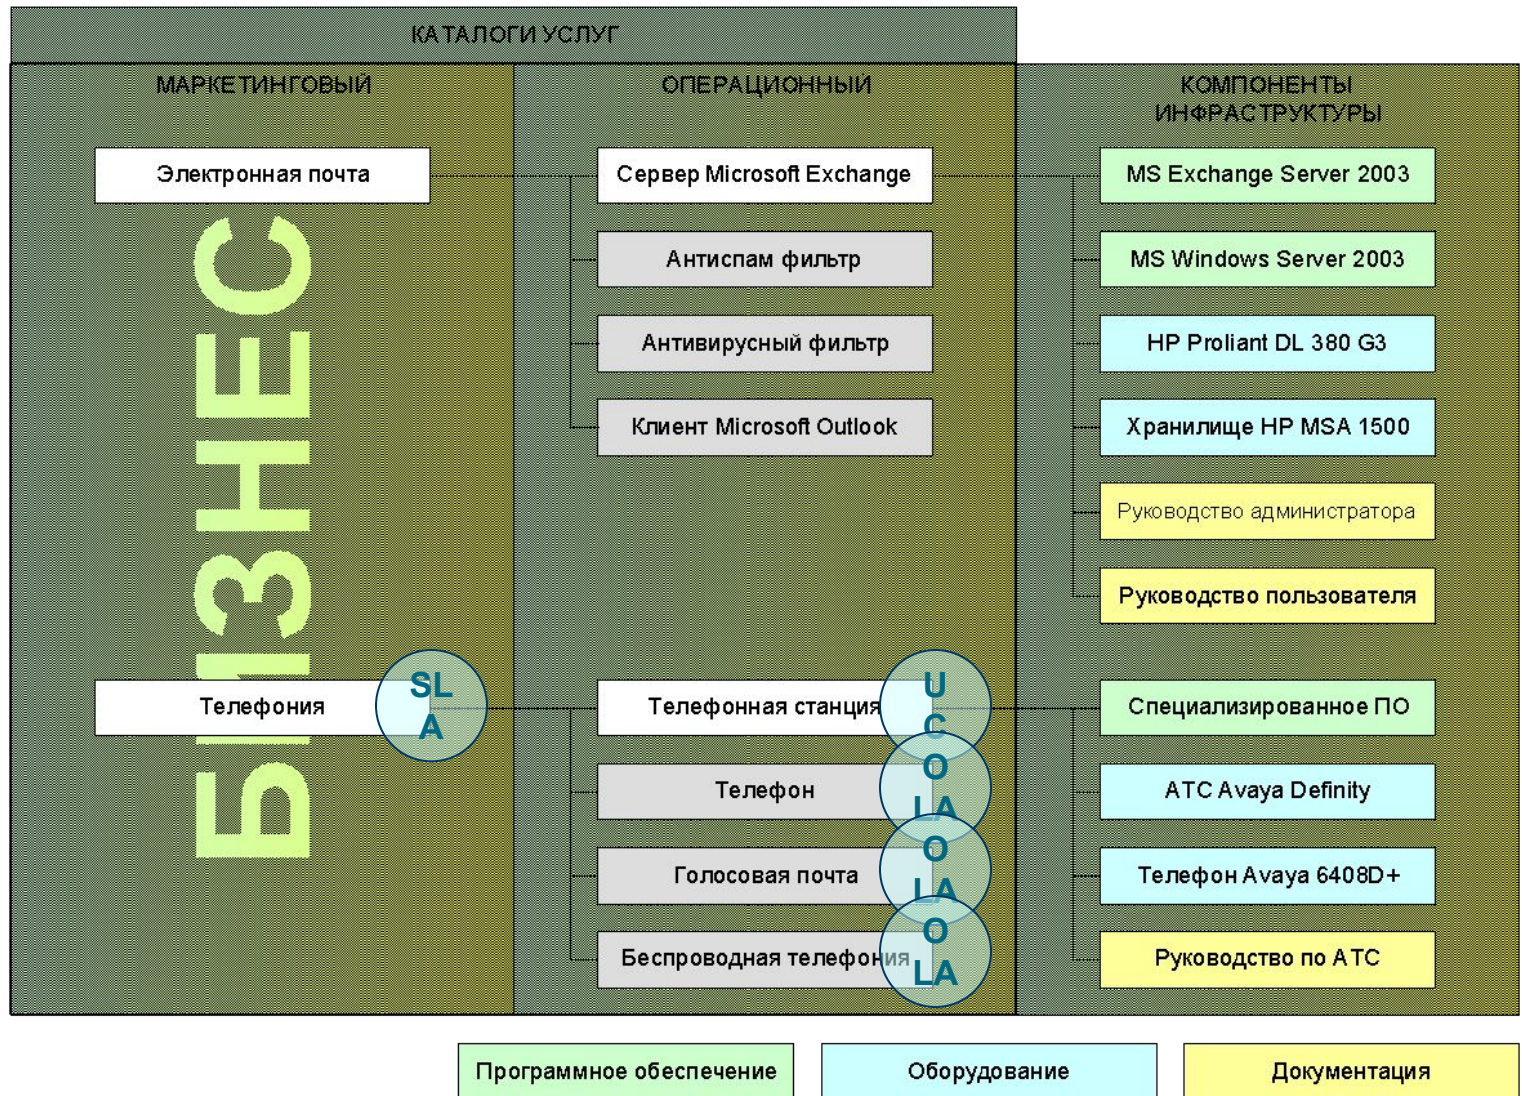 КАТАЛОГИ УСЛУГ
МАРКЕТИНГОВЫЙ
ОПЕРАЦИОННЫЙ
КОМПОНЕНТЫ
ИНФРАСТРУКТУРЫ
БИЗНЕС
Электронная почта
Сервер Microsoft Exchange
MS Exchange Server 2003
Антиспам фильтр
MS Windows Server 2003
Антивирусный фильтр
HP Proliant DL 380 G3
Клиент Microsoft Outlook
Хранилище HP MSA 1500
Руководство администратора
Руководство пользователя
Телефония
SL
A
Телефонная станция
U
C
Специализированное ПО
Телефон
O
LA
АТС Avaya Definity
Голосовая почта
O
LA
Телефон Avaya 6408D+
Беспроводная телефония
O
LA
Руководство по АТС
Программное обеспечение
Оборудование
Документация